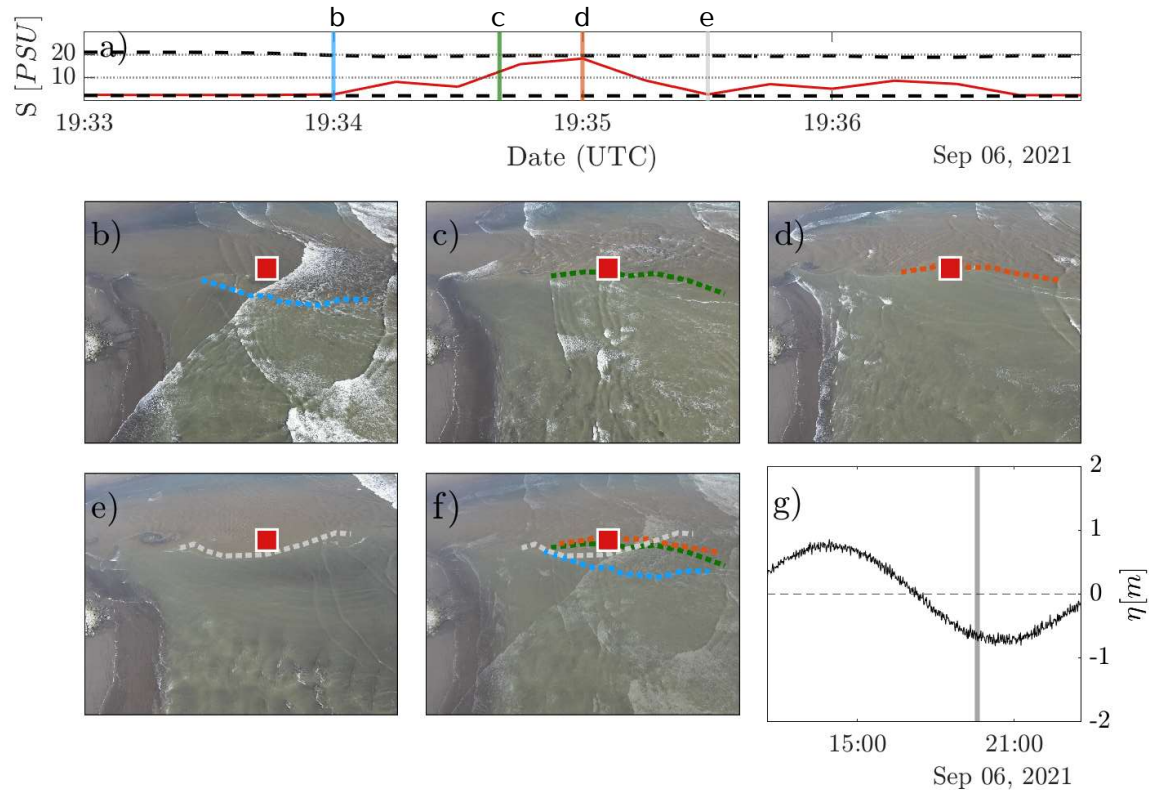 b c d e
a)
S [PSU]
20
10
19:33 19:34 19:35 19:36
Date (UTC)
Sep 06, 2021
b) c) d)
e) f) g)
2
1
0
-1
-2
η[m]
15:00 21:00
Sep 06, 2021